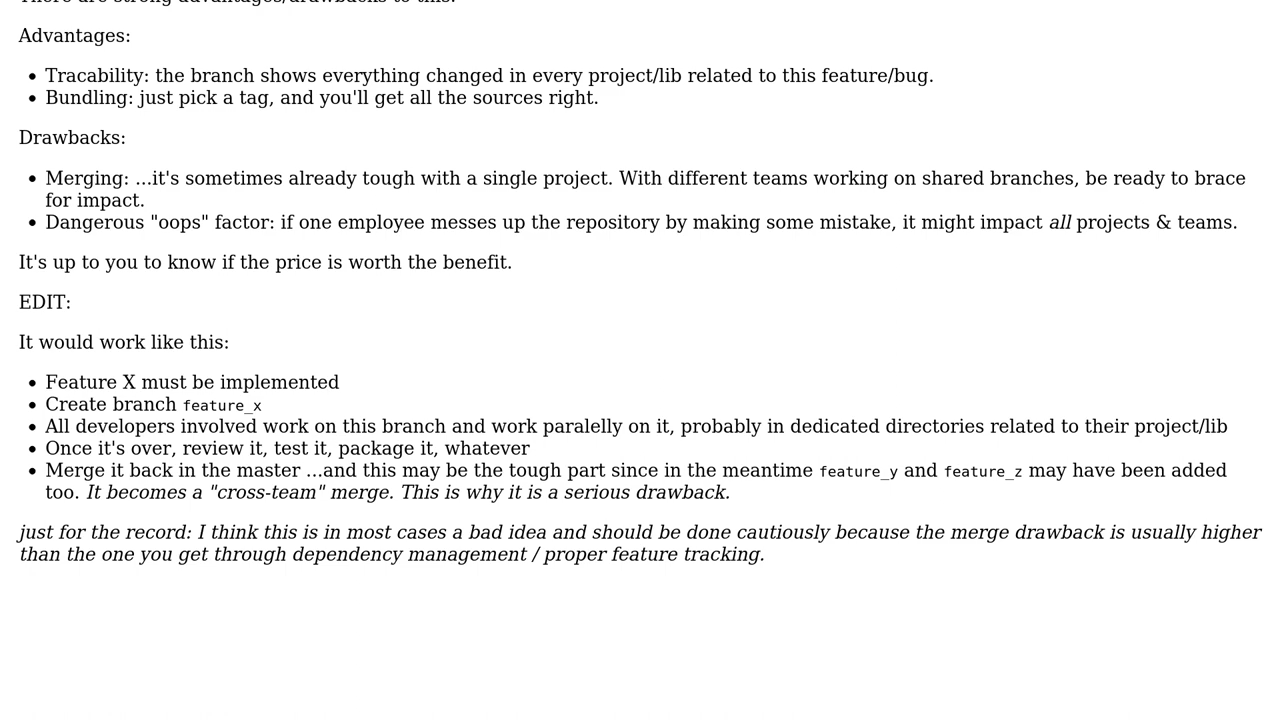 There are strong advantages/drawbacks to this.
Advantages:
• Tracability: the branch shows everything changed in every project/lib related to this feature/bug.
• Bundling: just pick a tag, and you'll get all the sources right.
Drawbacks:
• Merging: ...it's sometimes already tough with a single project. With different teams working on shared branches, be ready to brace
for impact.
• Dangerous "oops" factor: if one employee messes up the repository by making some mistake, it might impact all projects & teams.
It's up to you to know if the price is worth the benefit.
EDIT:
It would work like this:
• Feature X must be implemented
• Create branch feature_x
• All developers involved work on this branch and work paralelly on it, probably in dedicated directories related to their project/lib
• Once it's over, review it, test it, package it, whatever
• Merge it back in the master ...and this may be the tough part since in the meantime feature_y and feature_z may have been added
too. It becomes a "cross-team" merge. This is why it is a serious drawback.
just for the record: I think this is in most cases a bad idea and should be done cautiously because the merge drawback is usually higher
than the one you get through dependency management / proper feature tracking.